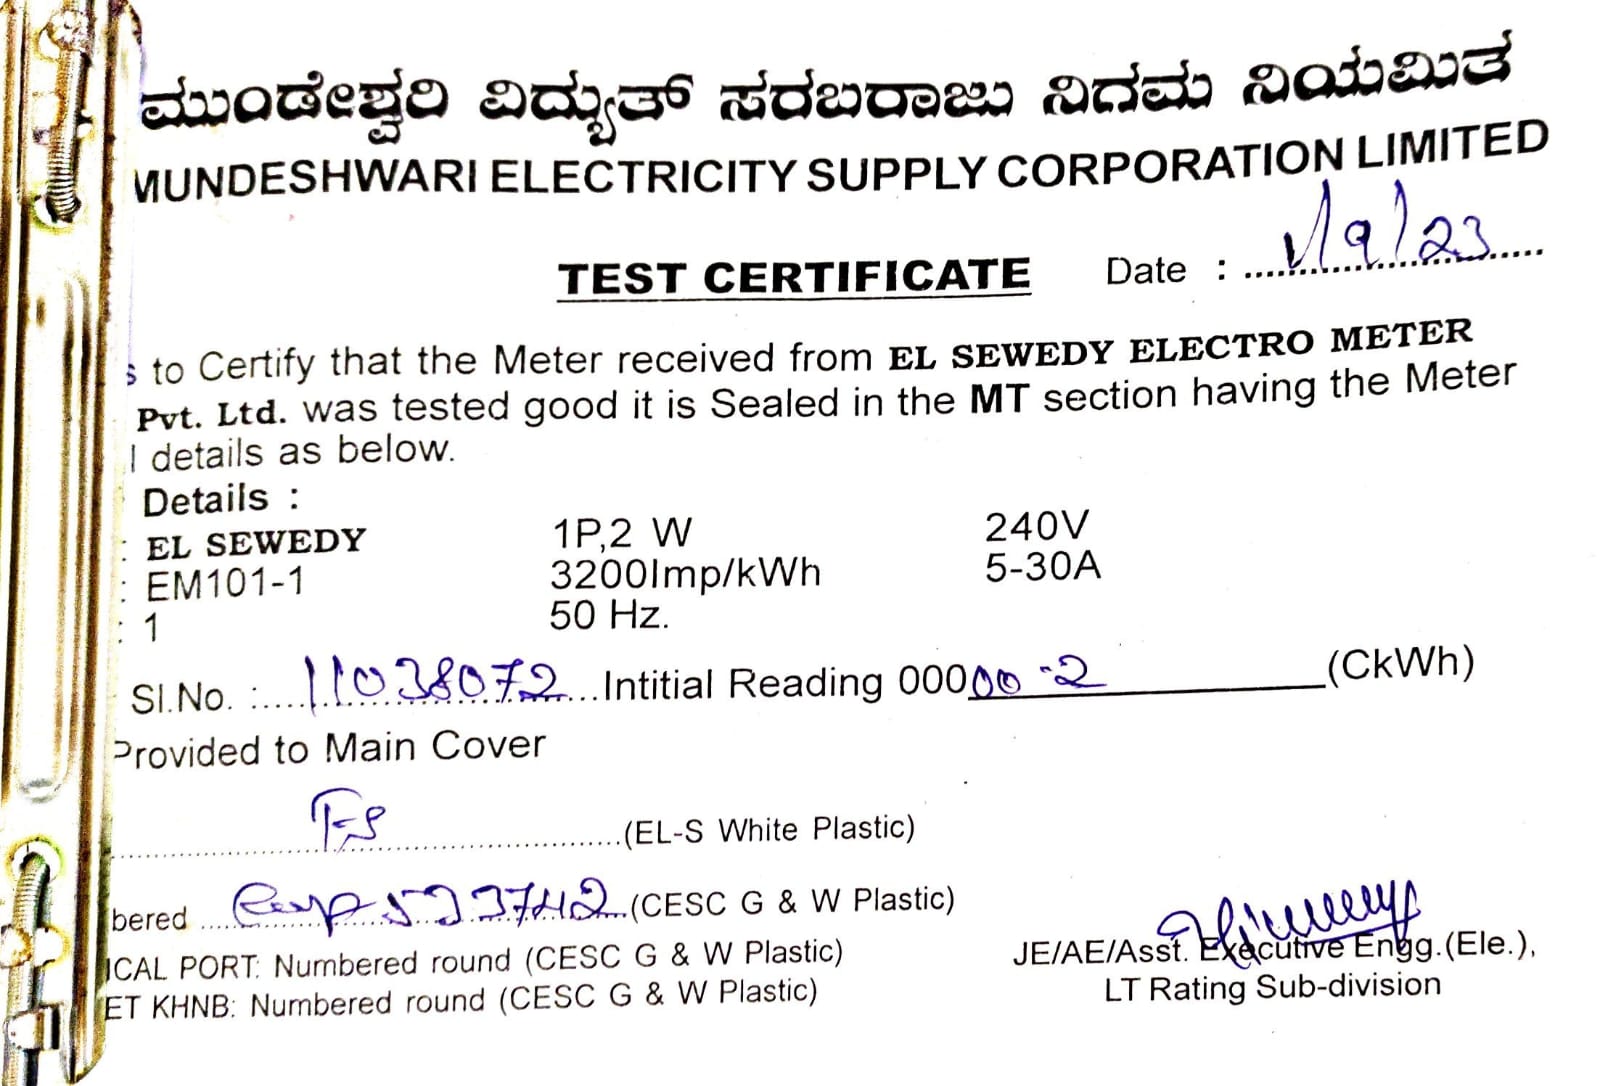 ಮುಂಡೇಶ್ವರಿ ವಿದ್ಯುತ್ ಸರಬರಾಜು ನಿಗಮ ನಿಯಮಿತ
MUNDESHWARI ELECTRICITY SUPPLY CORPORATION LIMITED
TEST CERTIFICATE Date : 1/9/23
s to Certify that the Meter received from EL SEWEDY ELECTRO METER
Pvt. Ltd. was tested good it is Sealed in the MT section having the Meter
l details as below.
Details :
: EL SEWEDY 1P,2 W 240V
: EM101-1 3200Imp/kWh 5-30A
: 1 50 Hz.
Sl.No. : 11038072 Intitial Reading 00000 -2 (CkWh)
Provided to Main Cover
(EL-S White Plastic)
bered 533742 (CESC G & W Plastic)
ICAL PORT: Numbered round (CESC G & W Plastic)
ET KHNB: Numbered round (CESC G & W Plastic)
JE/AE/Asst. Executive Engg.(Ele.),
LT Rating Sub-division